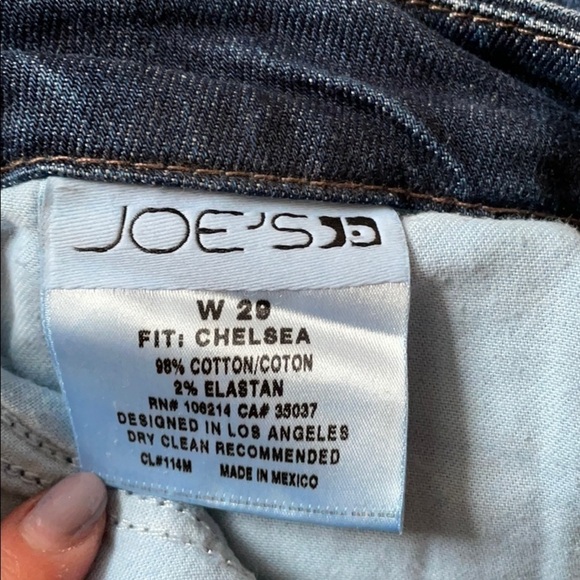 JOE'S
W 29
FIT: CHELSEA
98% COTTON/COTON
2% ELASTAN
RN# 106214 CA# 35037
DESIGNED IN LOS ANGELES
DRY CLEAN RECOMMENDED
CL#114M MADE IN MEXICO